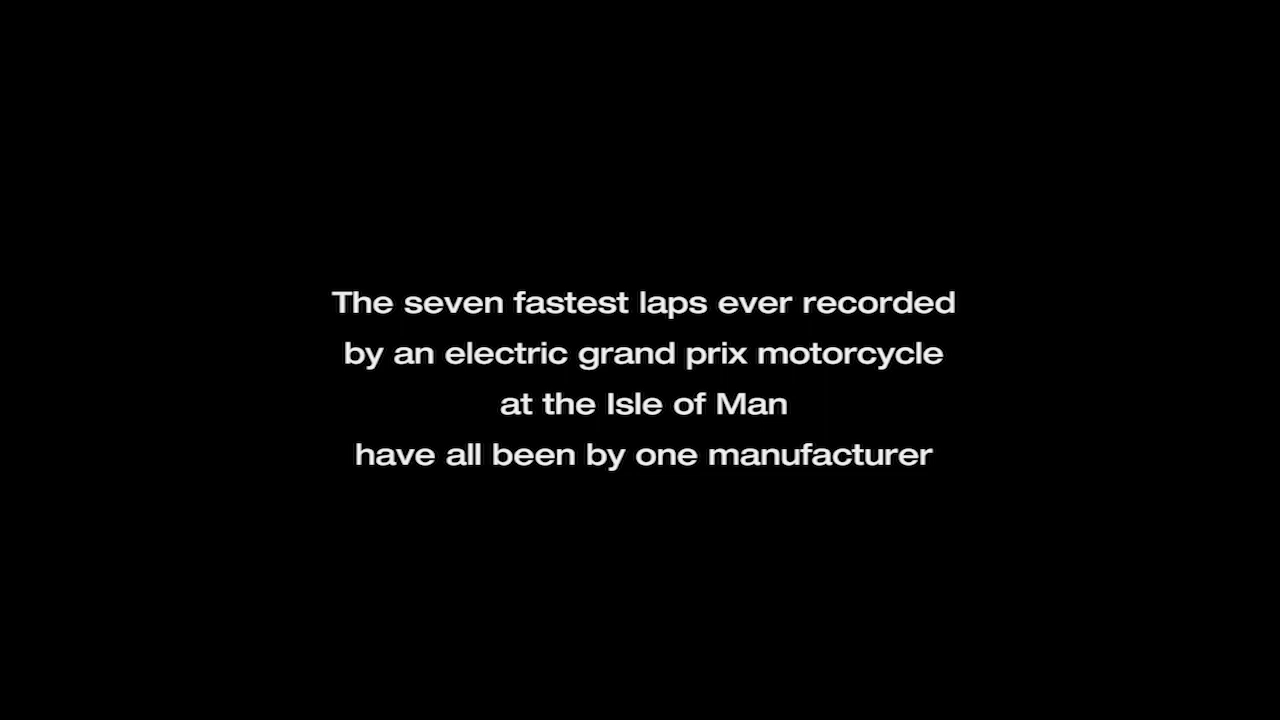 The seven fastest laps ever recorded
by an electric grand prix motorcycle
at the Isle of Man
have all been by one manufacturer